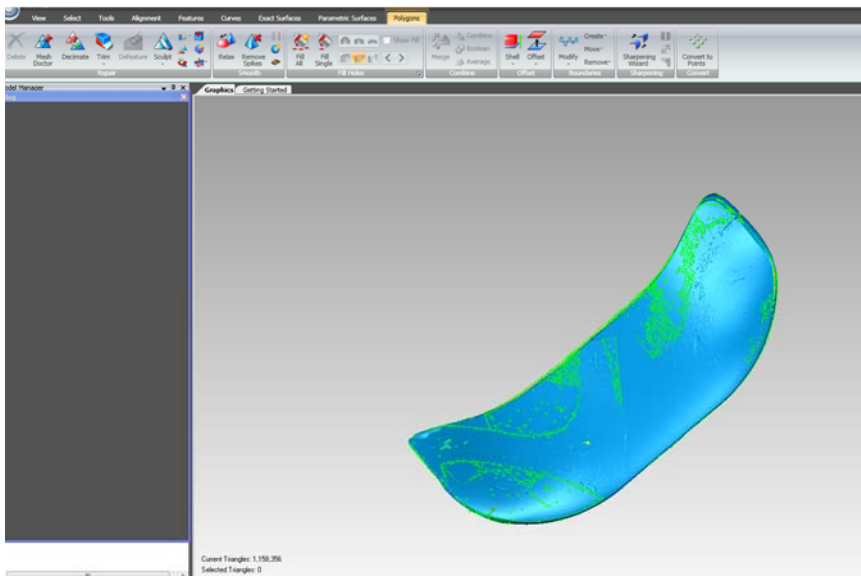 View Select Tools Alignment Features Curves Exact Surfaces Parametric Surfaces Polygons
Delete Mesh Doctor Decimate Trim Defeature Sculpt Relax Remove Spikes Fill All Fill Single Show Fill Merge Combine Boolean Average Shell Offset Modify Create Move Remove Sharpening Wizard Convert to Points
Repair Smooth Fill Holes Combine Offset Boundaries Sharpening Convert
odel Manager Graphics Getting Started
Current Triangles: 1,158,356
Selected Triangles: 0